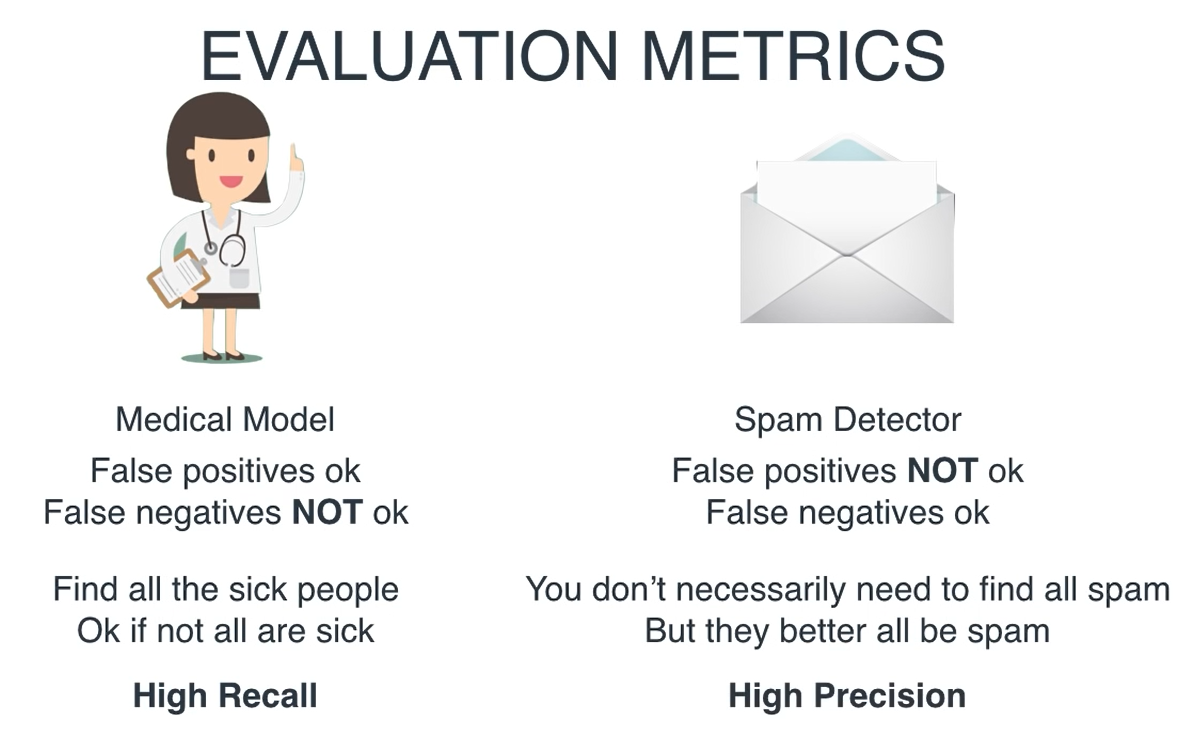 EVALUATION METRICS
Medical Model
False positives ok
False negatives NOT ok
Find all the sick people
Ok if not all are sick
High Recall
Spam Detector
False positives NOT ok
False negatives ok
You don’t necessarily need to find all spam
But they better all be spam
High Precision